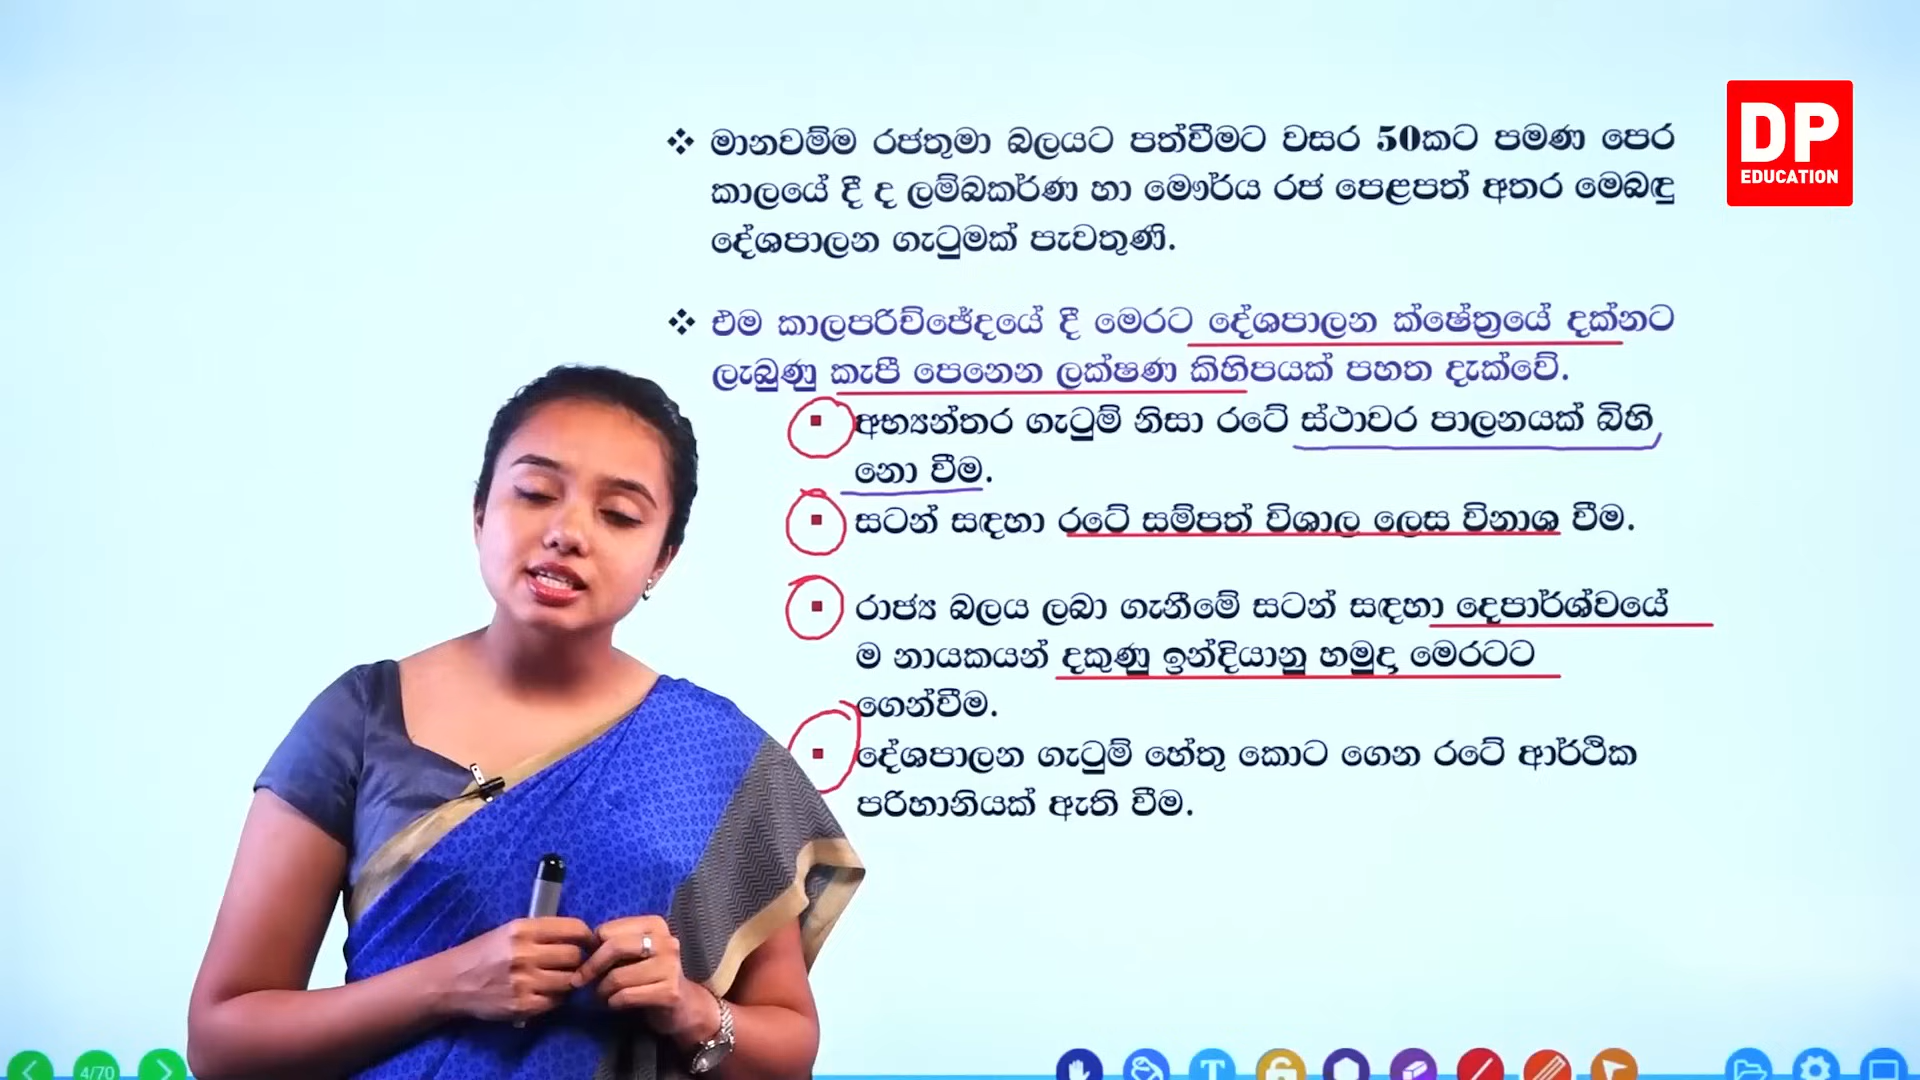 DP
EDUCATION
මානවම්ම රජතුමා බලයට පත්වීමට වසර 50කට පමණ පෙර
කාලයේ දී ද ලම්බකර්ණ හා මෞර්ය රජ පෙළපත් අතර මෙබඳු
දේශපාලන ගැටුමක් පැවතුණි.
එම කාලපරිච්ඡේදයේ දී මෙරට දේශපාලන ක්ෂේත්‍රයේ දක්නට
ලැබුණු කැපී පෙනෙන ලක්ෂණ කිහිපයක් පහත දැක්වේ.
අභ්‍යන්තර ගැටුම් නිසා රටේ ස්ථාවර පාලනයක් බිහි
නො වීම.
සටන් සඳහා රටේ සම්පත් විශාල ලෙස විනාශ වීම.
රාජ්‍ය බලය ලබා ගැනීමේ සටන් සඳහා දෙපාර්ශ්වයේ
ම නායකයන් දකුණු ඉන්දියානු හමුදා මෙරටට
ගෙන්වීම.
දේශපාලන ගැටුම් හේතු කොට ගෙන රටේ ආර්ථික
පරිහානියක් ඇති වීම.
4/70